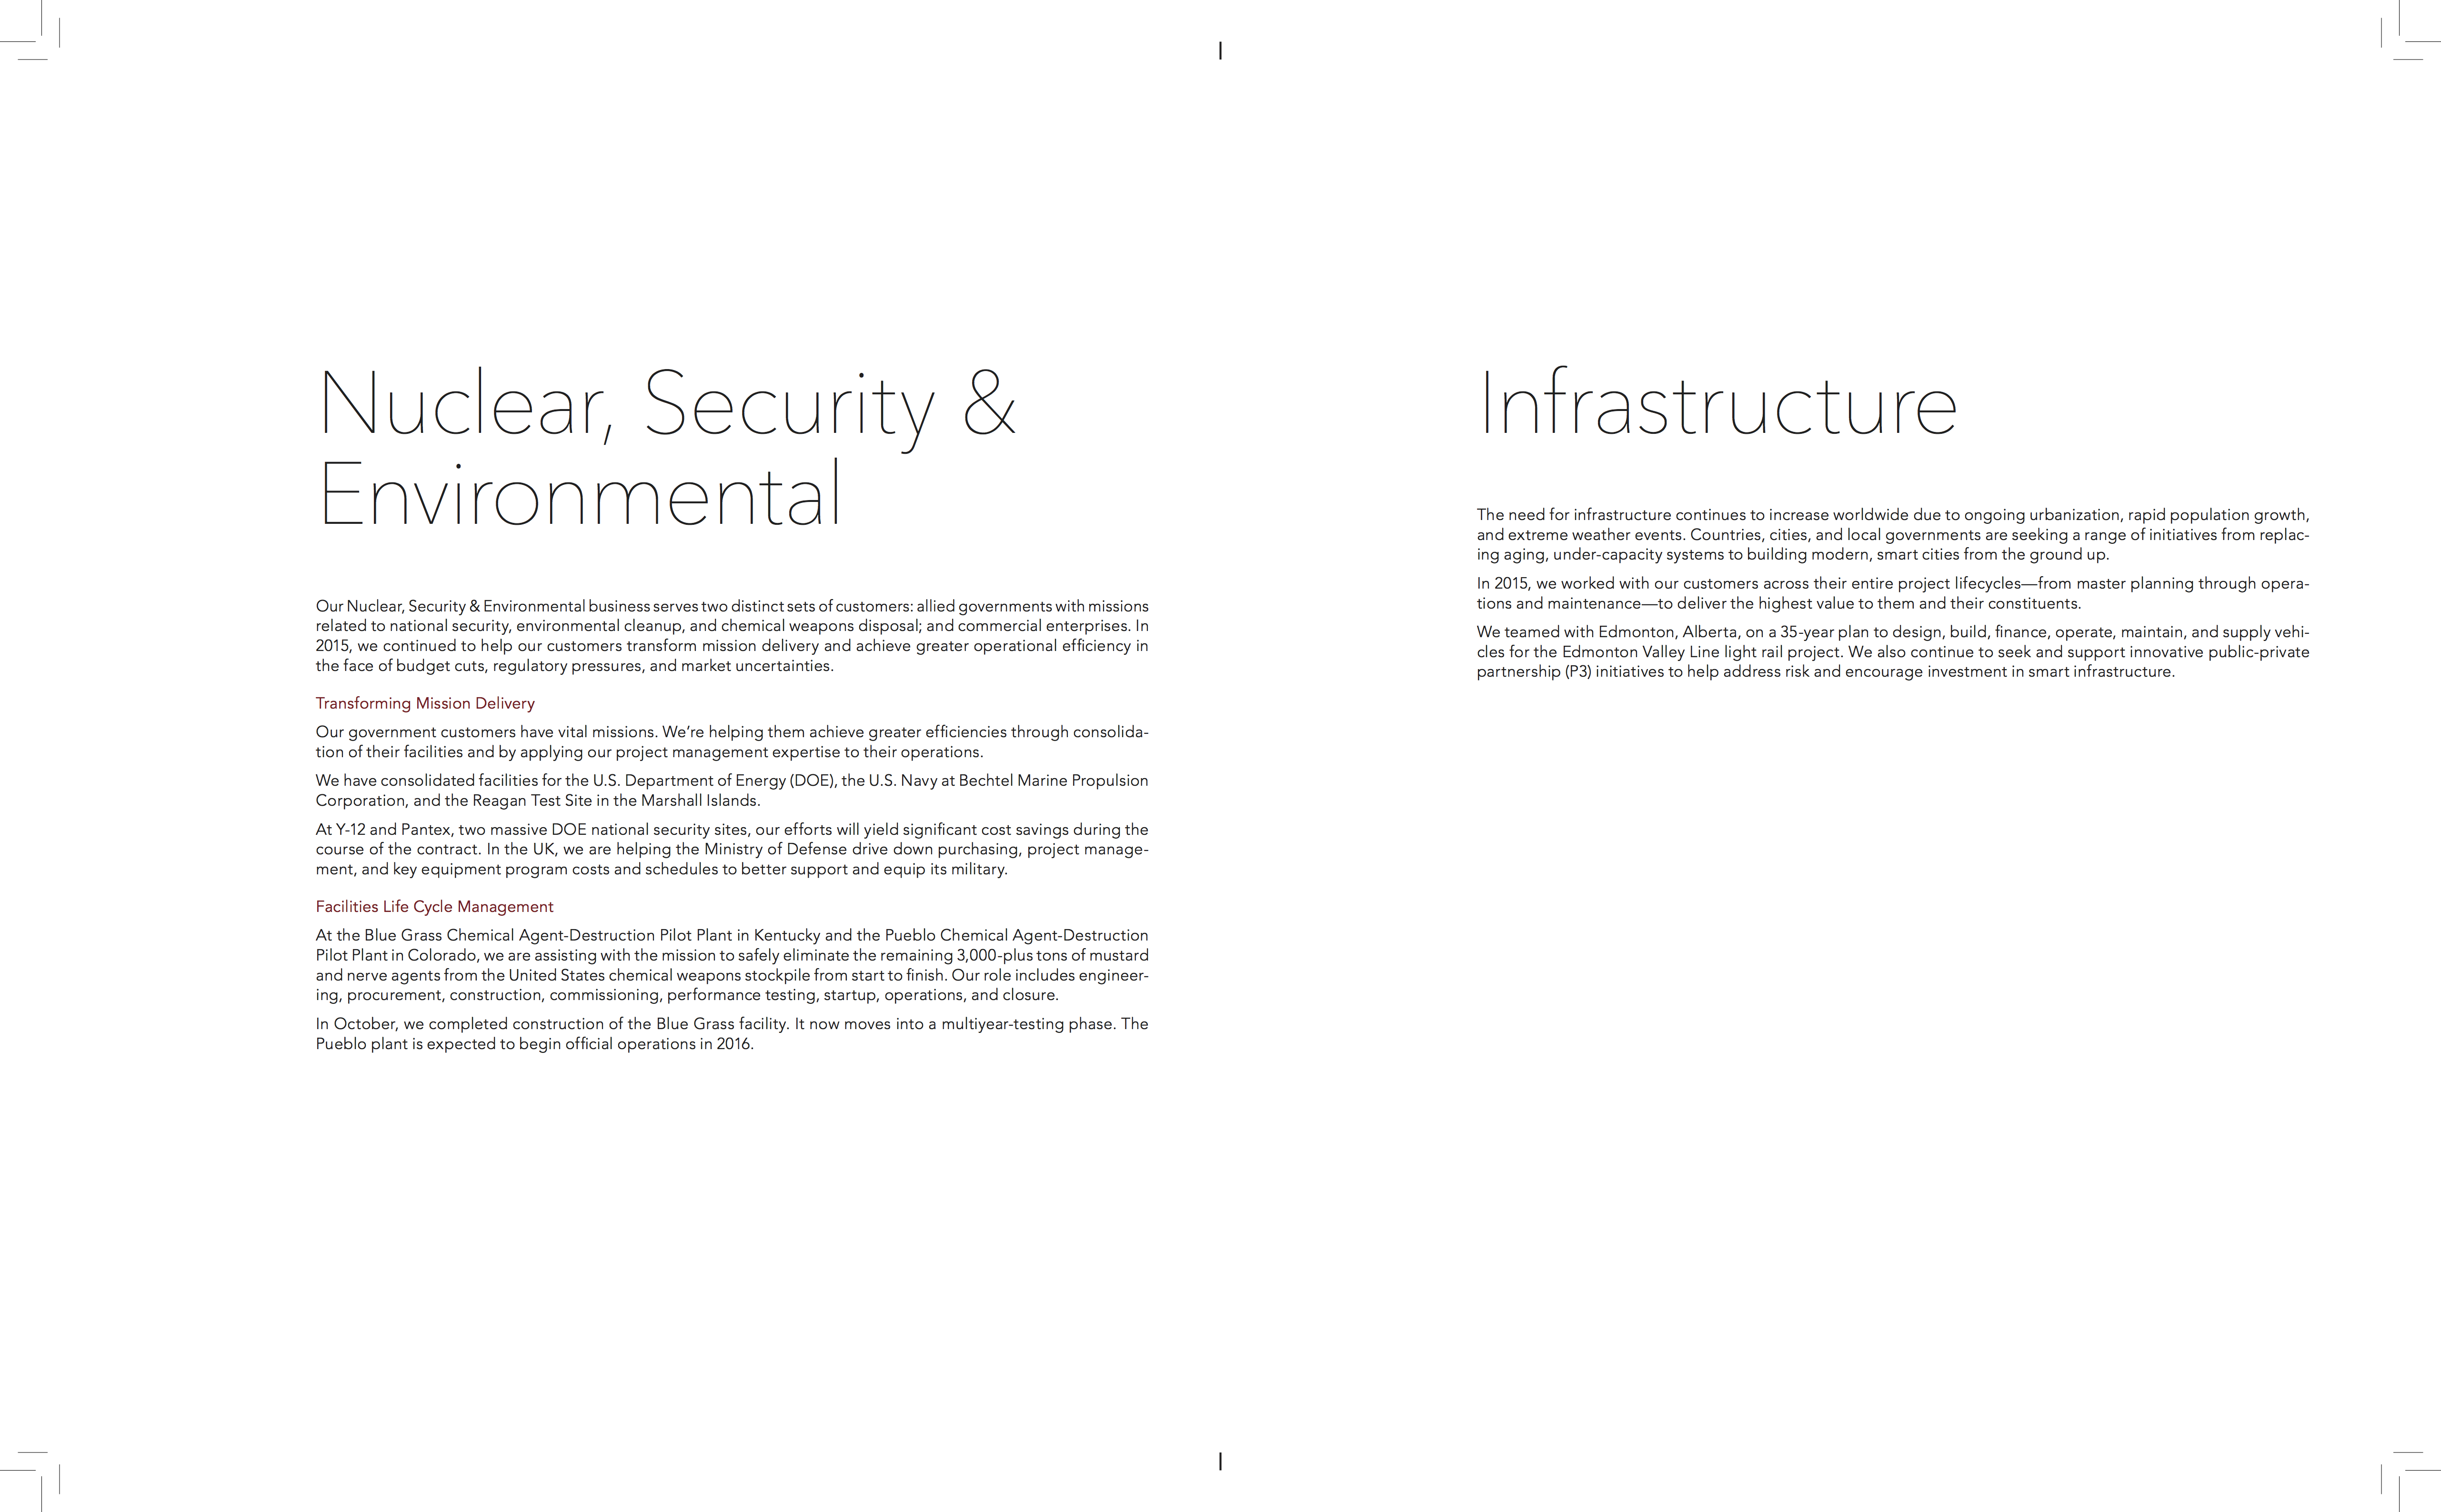 Nuclear, Security &
Environmental
Our Nuclear, Security & Environmental business serves two distinct sets of customers: allied governments with missions
related to national security, environmental cleanup, and chemical weapons disposal; and commercial enterprises. In
2015, we continued to help our customers transform mission delivery and achieve greater operational efficiency in
the face of budget cuts, regulatory pressures, and market uncertainties.
Transforming Mission Delivery
Our government customers have vital missions. We’re helping them achieve greater efficiencies through consolida-
tion of their facilities and by applying our project management expertise to their operations.
We have consolidated facilities for the U.S. Department of Energy (DOE), the U.S. Navy at Bechtel Marine Propulsion
Corporation, and the Reagan Test Site in the Marshall Islands.
At Y-12 and Pantex, two massive DOE national security sites, our efforts will yield significant cost savings during the
course of the contract. In the UK, we are helping the Ministry of Defense drive down purchasing, project manage-
ment, and key equipment program costs and schedules to better support and equip its military.
Facilities Life Cycle Management
At the Blue Grass Chemical Agent-Destruction Pilot Plant in Kentucky and the Pueblo Chemical Agent-Destruction
Pilot Plant in Colorado, we are assisting with the mission to safely eliminate the remaining 3,000-plus tons of mustard
and nerve agents from the United States chemical weapons stockpile from start to finish. Our role includes engineer-
ing, procurement, construction, commissioning, performance testing, startup, operations, and closure.
In October, we completed construction of the Blue Grass facility. It now moves into a multiyear-testing phase. The
Pueblo plant is expected to begin official operations in 2016.
Infrastructure
The need for infrastructure continues to increase worldwide due to ongoing urbanization, rapid population growth,
and extreme weather events. Countries, cities, and local governments are seeking a range of initiatives from replac-
ing aging, under-capacity systems to building modern, smart cities from the ground up.
In 2015, we worked with our customers across their entire project lifecycles—from master planning through opera-
tions and maintenance—to deliver the highest value to them and their constituents.
We teamed with Edmonton, Alberta, on a 35-year plan to design, build, finance, operate, maintain, and supply vehi-
cles for the Edmonton Valley Line light rail project. We also continue to seek and support innovative public-private
partnership (P3) initiatives to help address risk and encourage investment in smart infrastructure.